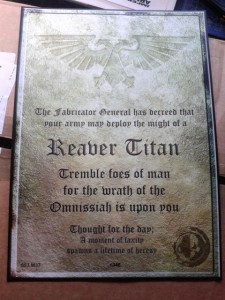 The Fabricator General has decreed that
your army may deploy the might of a
Reaver Titan
Tremble foes of man
for the wrath of the
Omnissiah is upon you
Thought for the day:
A moment of laxity
spawns a lifetime of heresy